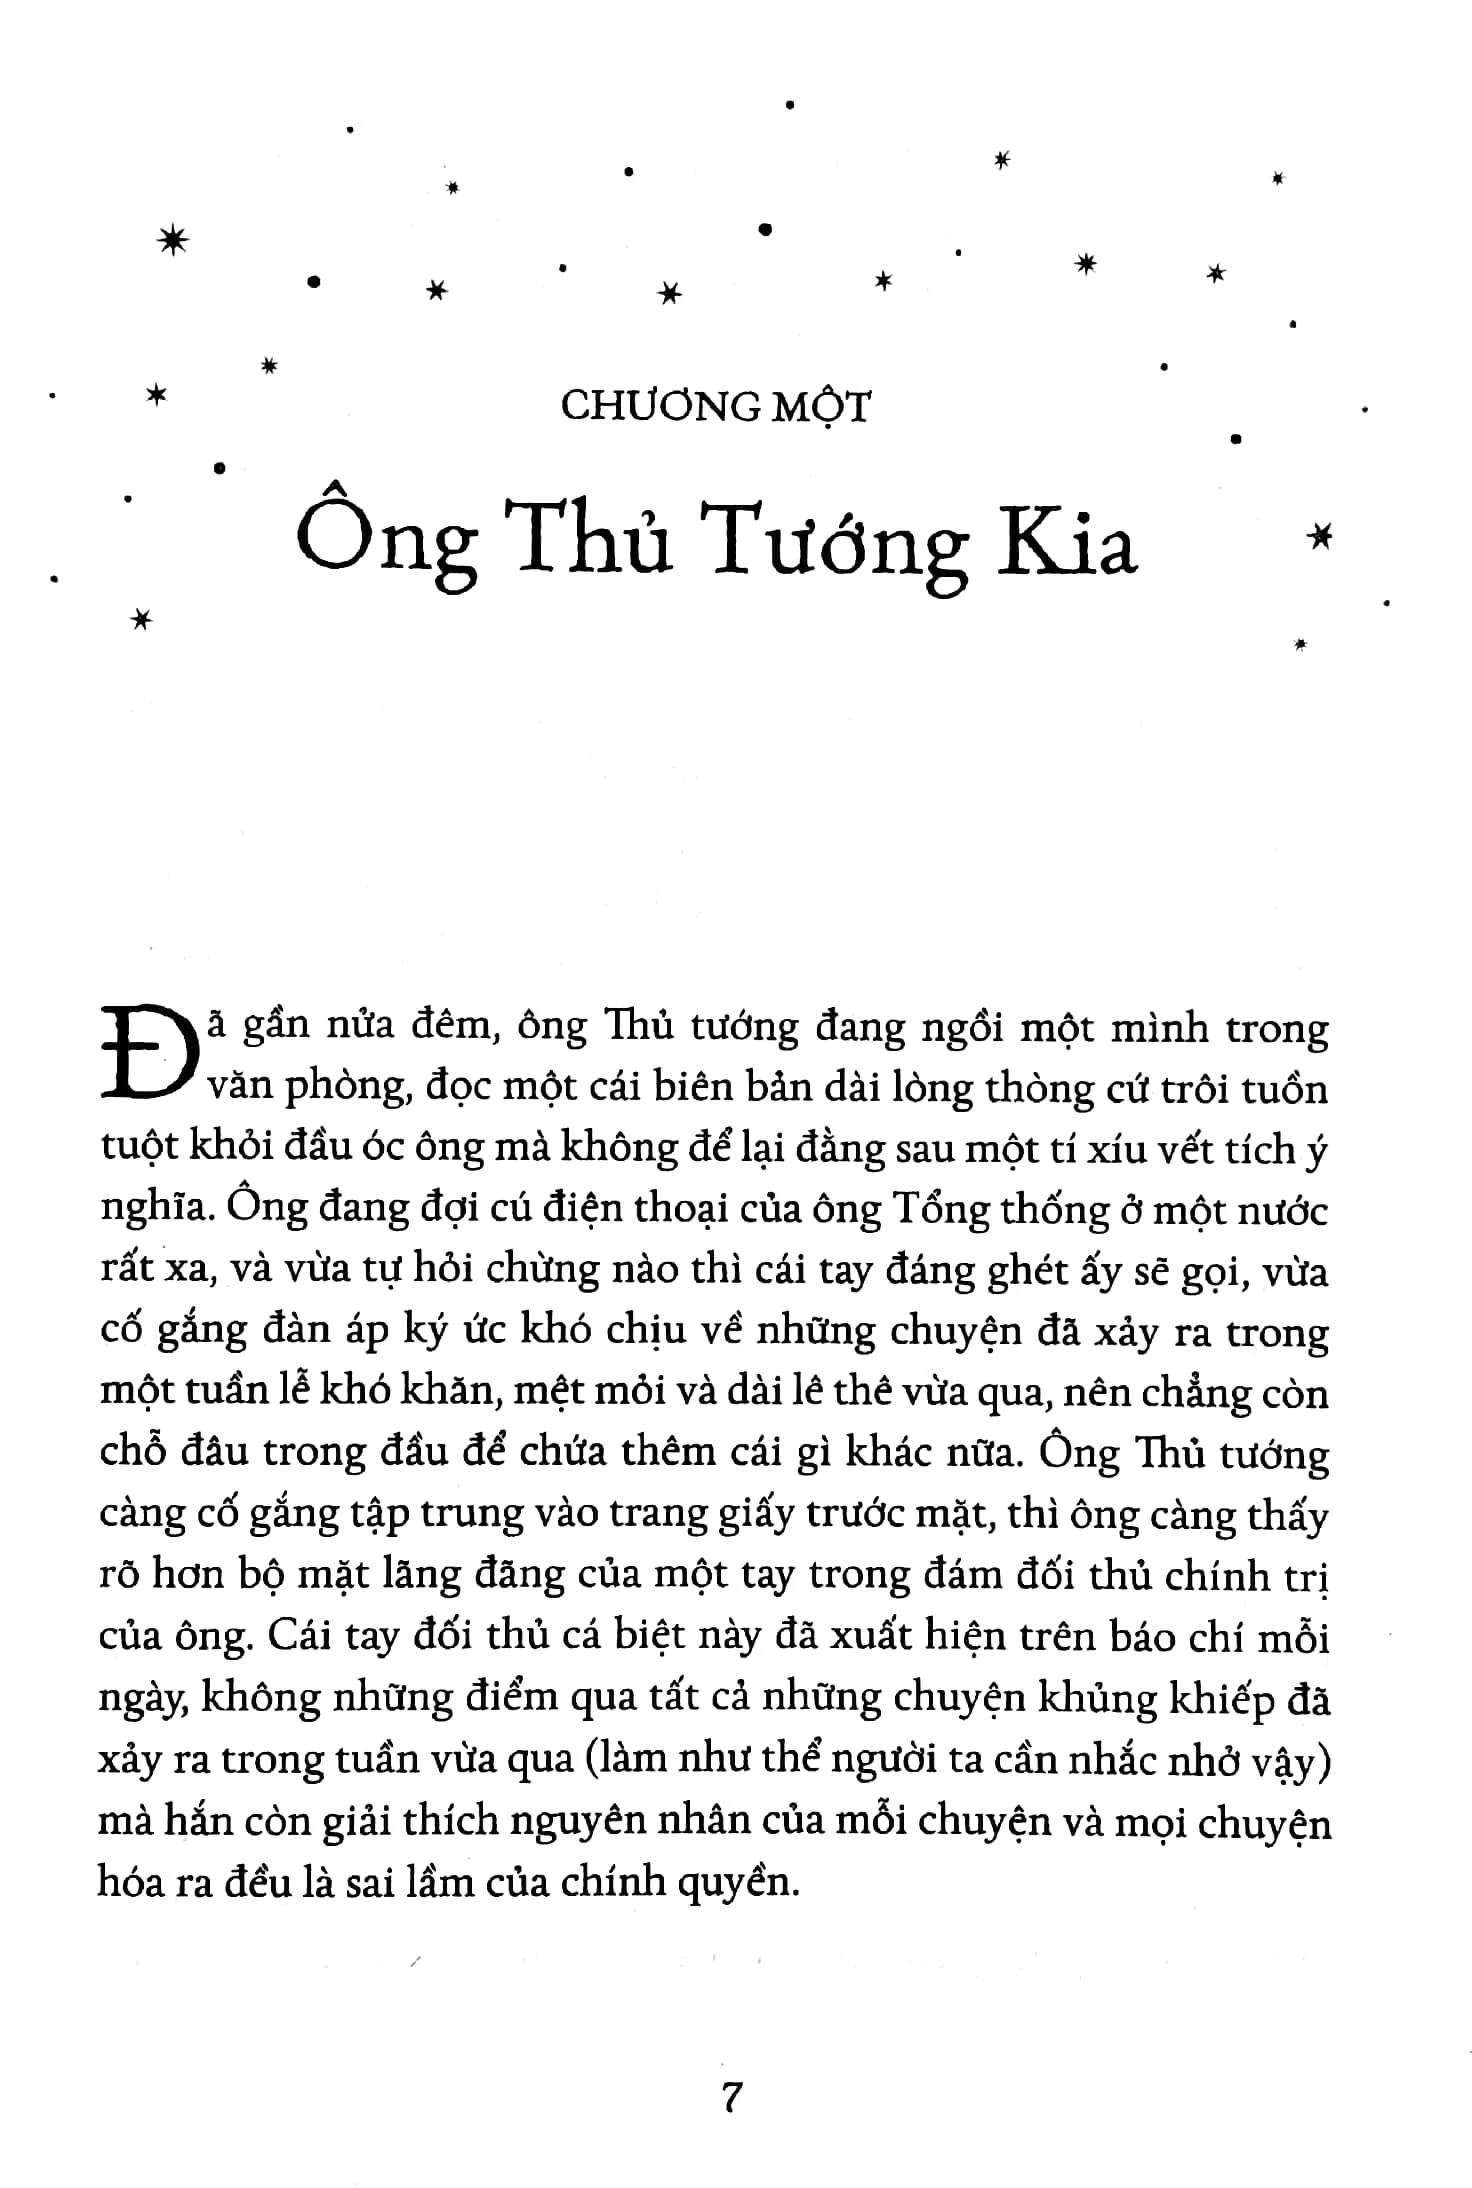 CHƯƠNG MỘT
Ông Thủ Tướng Kia
Đã gần nửa đêm, ông Thủ tướng đang ngồi một mình trong
văn phòng, đọc một cái biên bản dài lòng thòng cứ trôi tuồn
tuột khỏi đầu óc ông mà không để lại đằng sau một tí xíu vết tích ý
nghĩa. Ông đang đợi cú điện thoại của ông Tổng thống ở một nước
rất xa, và vừa tự hỏi chừng nào thì cái tay đáng ghét ấy sẽ gọi, vừa
cố gắng đàn áp ký ức khó chịu về những chuyện đã xảy ra trong
một tuần lễ khó khăn, mệt mỏi và dài lê thê vừa qua, nên chẳng còn
chỗ đâu trong đầu để chứa thêm cái gì khác nữa. Ông Thủ tướng
càng cố gắng tập trung vào trang giấy trước mặt, thì ông càng thấy
rõ hơn bộ mặt lãng đãng của một tay trong đám đối thủ chính trị
của ông. Cái tay đối thủ cá biệt này đã xuất hiện trên báo chí mỗi
ngày, không những điểm qua tất cả những chuyện khủng khiếp đã
xảy ra trong tuần vừa qua (làm như thể người ta cần nhắc nhở vậy)
mà hắn còn giải thích nguyên nhân của mỗi chuyện và mọi chuyện
hóa ra đều là sai lầm của chính quyền.
7